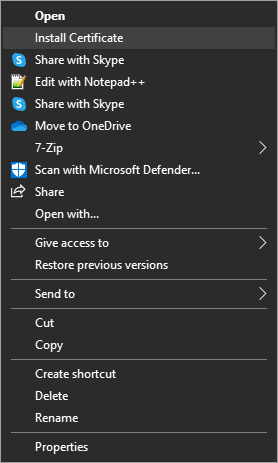 Open
Install Certificate
Share with Skype
Edit with Notepad++
Share with Skype
Move to OneDrive
7-Zip
Scan with Microsoft Defender...
Share
Open with...
Give access to
Restore previous versions
Send to
Cut
Copy
Create shortcut
Delete
Rename
Properties